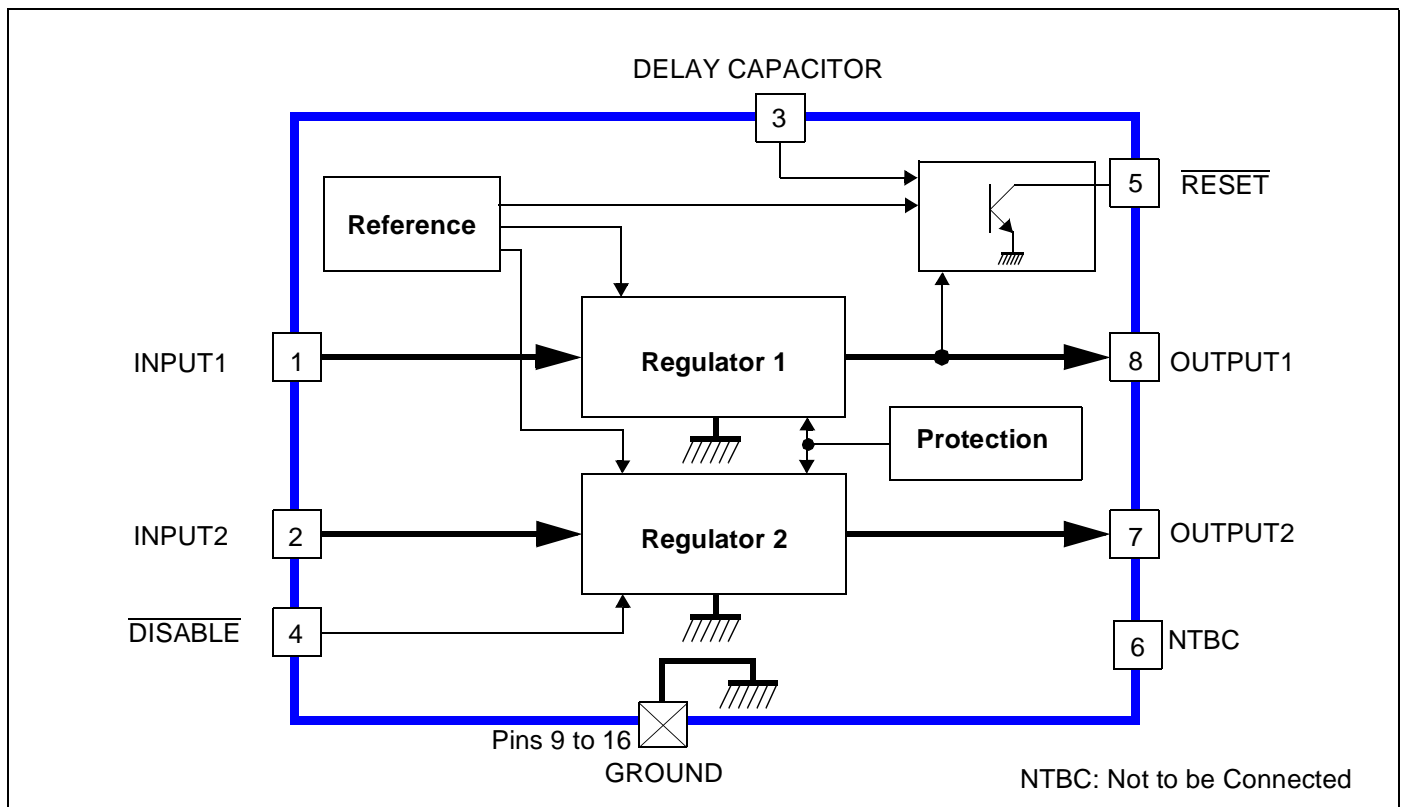 DELAY CAPACITOR
3
5
RESET
Reference
INPUT1
1
Regulator 1
8
OUTPUT1
Protection
INPUT2
2
Regulator 2
7
OUTPUT2
DISABLE
4
6
NTBC
Pins 9 to 16
GROUND
NTBC: Not to be Connected